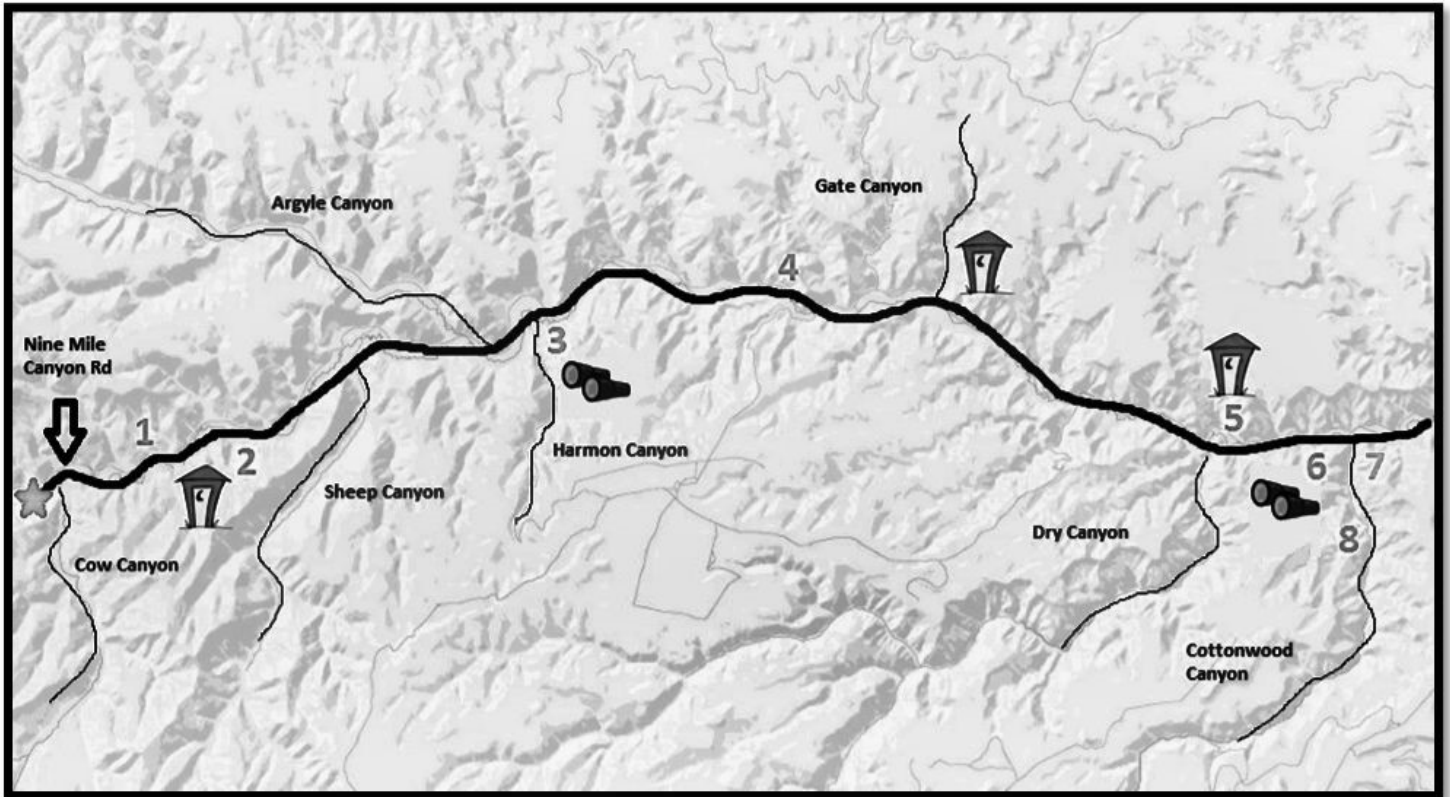 Gate Canyon
Argyle Canyon
4
3
Nine Mile
Canyon Rd
1
5
Harmon Canyon
2
6
7
Sheep Canyon
Dry Canyon
8
Cow Canyon
Cottonwood
Canyon